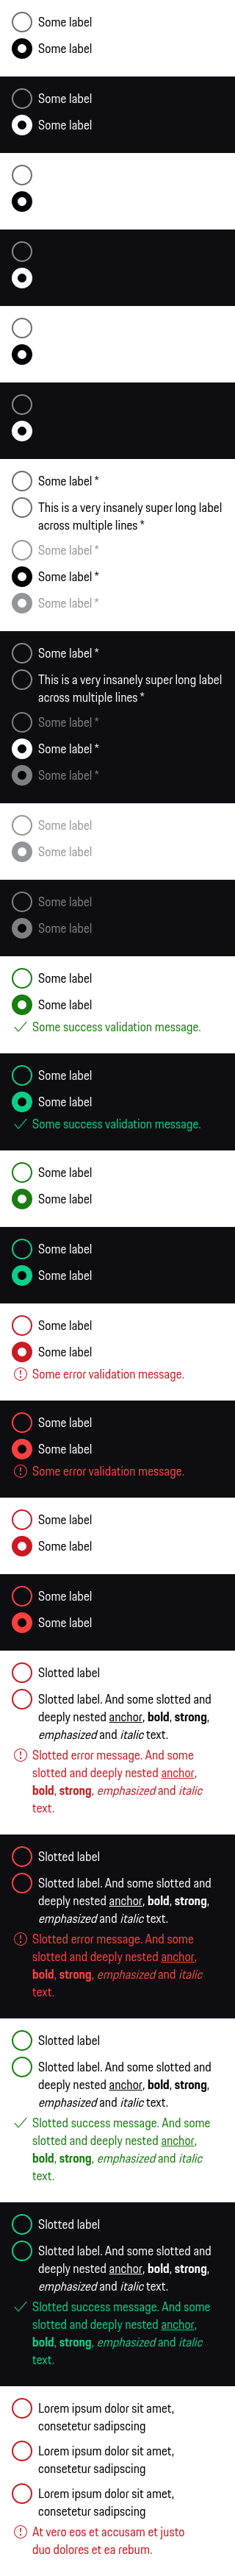 Some label
Some label
Some label
Some label
Some label *
This is a very insanely super long label
across multiple lines *
Some label *
Some label *
Some label *
Some label *
This is a very insanely super long label
across multiple lines *
Some label *
Some label *
Some label *
Some label
Some label
Some label
Some label
Some label
Some label
Some success validation message.
Some label
Some label
Some success validation message.
Some label
Some label
Some label
Some label
Some label
Some label
Some error validation message.
Some label
Some label
Some error validation message.
Some label
Some label
Some label
Some label
Slotted label
Slotted label. And some slotted and
deeply nested anchor, bold, strong,
emphasized and italic text.
Slotted error message. And some
slotted and deeply nested anchor,
bold, strong, emphasized and italic
text.
Slotted label
Slotted label. And some slotted and
deeply nested anchor, bold, strong,
emphasized and italic text.
Slotted error message. And some
slotted and deeply nested anchor,
bold, strong, emphasized and italic
text.
Slotted label
Slotted label. And some slotted and
deeply nested anchor, bold, strong,
emphasized and italic text.
Slotted success message. And some
slotted and deeply nested anchor,
bold, strong, emphasized and italic
text.
Slotted label
Slotted label. And some slotted and
deeply nested anchor, bold, strong,
emphasized and italic text.
Slotted success message. And some
slotted and deeply nested anchor,
bold, strong, emphasized and italic
text.
Lorem ipsum dolor sit amet,
consetetur sadipscing
Lorem ipsum dolor sit amet,
consetetur sadipscing
Lorem ipsum dolor sit amet,
consetetur sadipscing
At vero eos et accusam et justo
duo dolores et ea rebum.